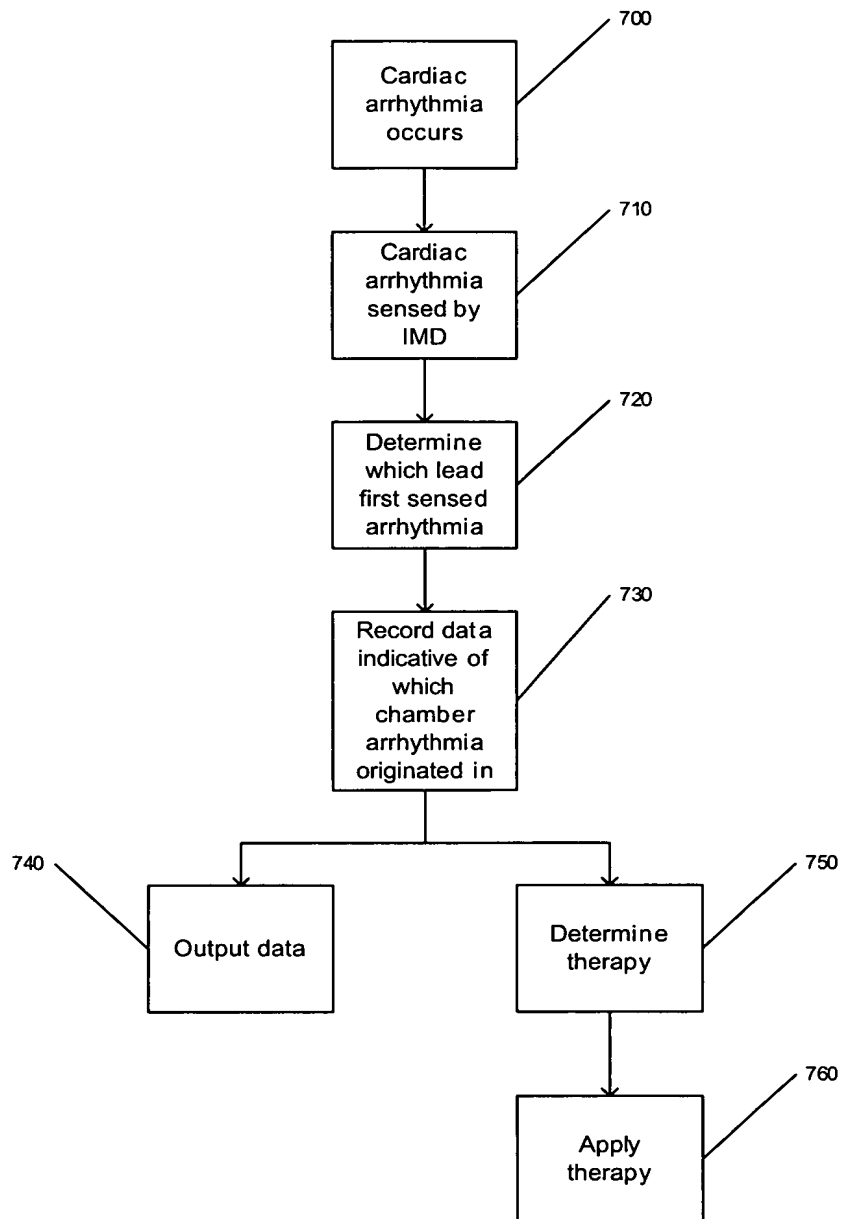 700
Cardiac
arrhythmia
occurs
710
Cardiac
arrhythmia
sensed by
IMD
720
Determine
which lead
first sensed
arrhythmia
730
Record data
indicative of
which
chamber
arrhythmia
originated in
740
Output data
750
Determine
therapy
760
Apply
therapy